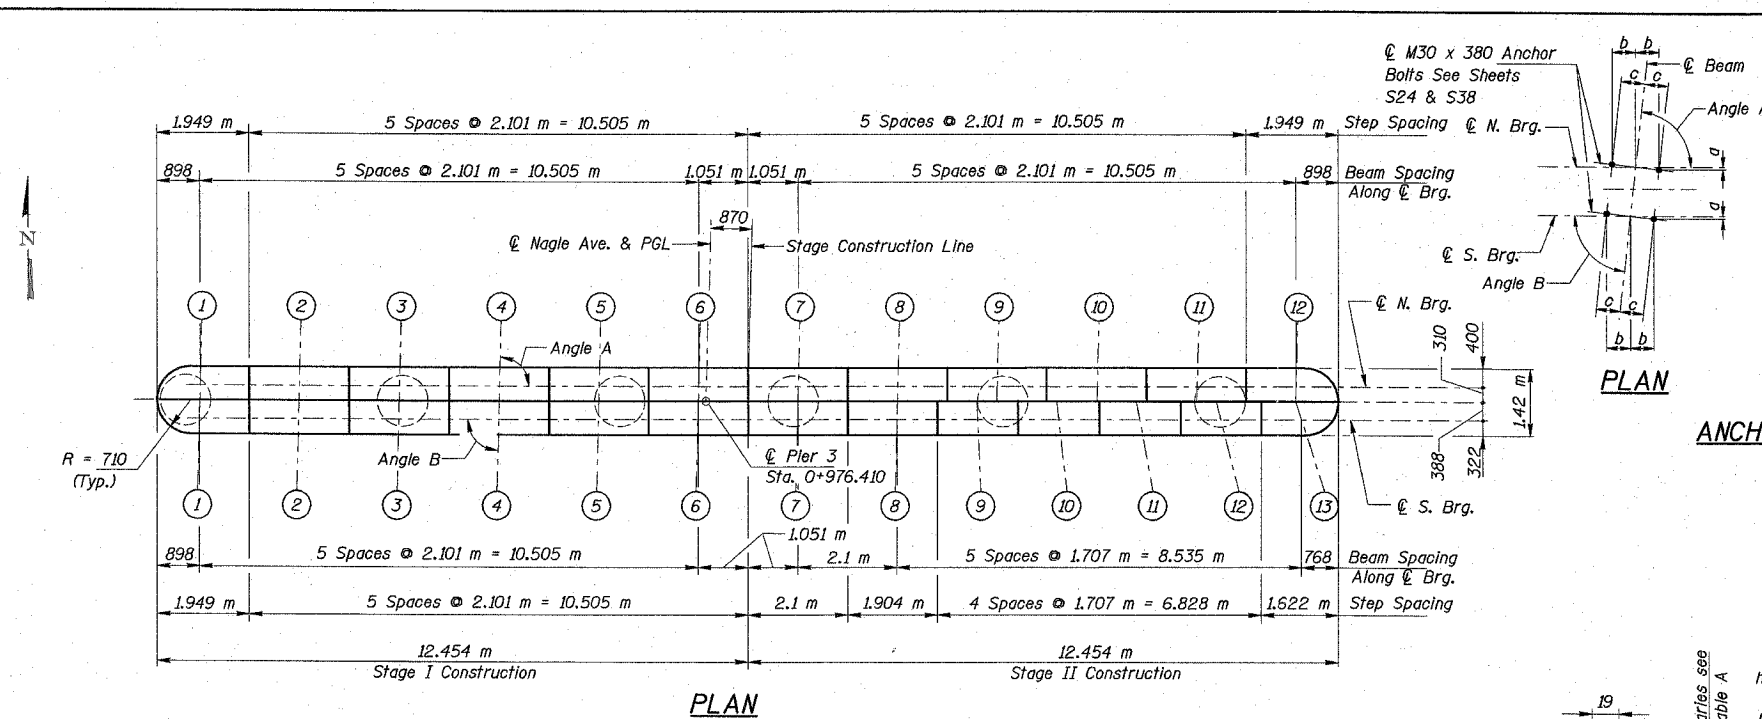 ℄ M30 x 380 Anchor
Bolts See Sheets
S24 & S38
b b
℄ Beam
c c
Angle A
1.949 m
5 Spaces @ 2.101 m = 10.505 m
5 Spaces @ 2.101 m = 10.505 m
1.949 m
Step Spacing
℄ N. Brg.
a
898
5 Spaces @ 2.101 m = 10.505 m
1.051 m
1.051 m
5 Spaces @ 2.101 m = 10.505 m
898
Beam Spacing
Along ℄ Brg.
a
N
870
℄ Nagle Ave. & PGL
Stage Construction Line
℄ S. Brg.
Angle B
c c
b b
PLAN
1 2 3 4 5 6 7 8 9 10 11 12
℄ N. Brg.
Angle A
310
400
1.42 m
ANCH
R = 710
(Typ.)
Angle B
℄ Pier 3
Sta. 0+976.410
388
322
1 2 3 4 5 6 7 8 9 10 11 12 13
℄ S. Brg.
898
5 Spaces @ 2.101 m = 10.505 m
1.051 m
2.1 m
5 Spaces @ 1.707 m = 8.535 m
768
Beam Spacing
Along ℄ Brg.
1.949 m
5 Spaces @ 2.101 m = 10.505 m
2.1 m
1.904 m
4 Spaces @ 1.707 m = 6.828 m
1.622 m
Step Spacing
12.454 m
Stage I Construction
12.454 m
Stage II Construction
PLAN
19
aries see
able A